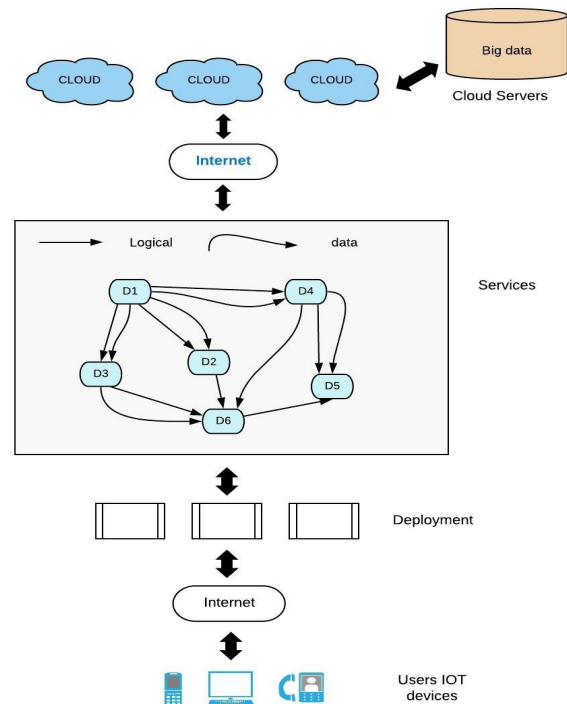 Big data
CLOUD
CLOUD
CLOUD
Cloud Servers
Internet
Logical
data
Services
D1
D4
D2
D3
D5
D6
Deployment
Internet
Users IOT
devices